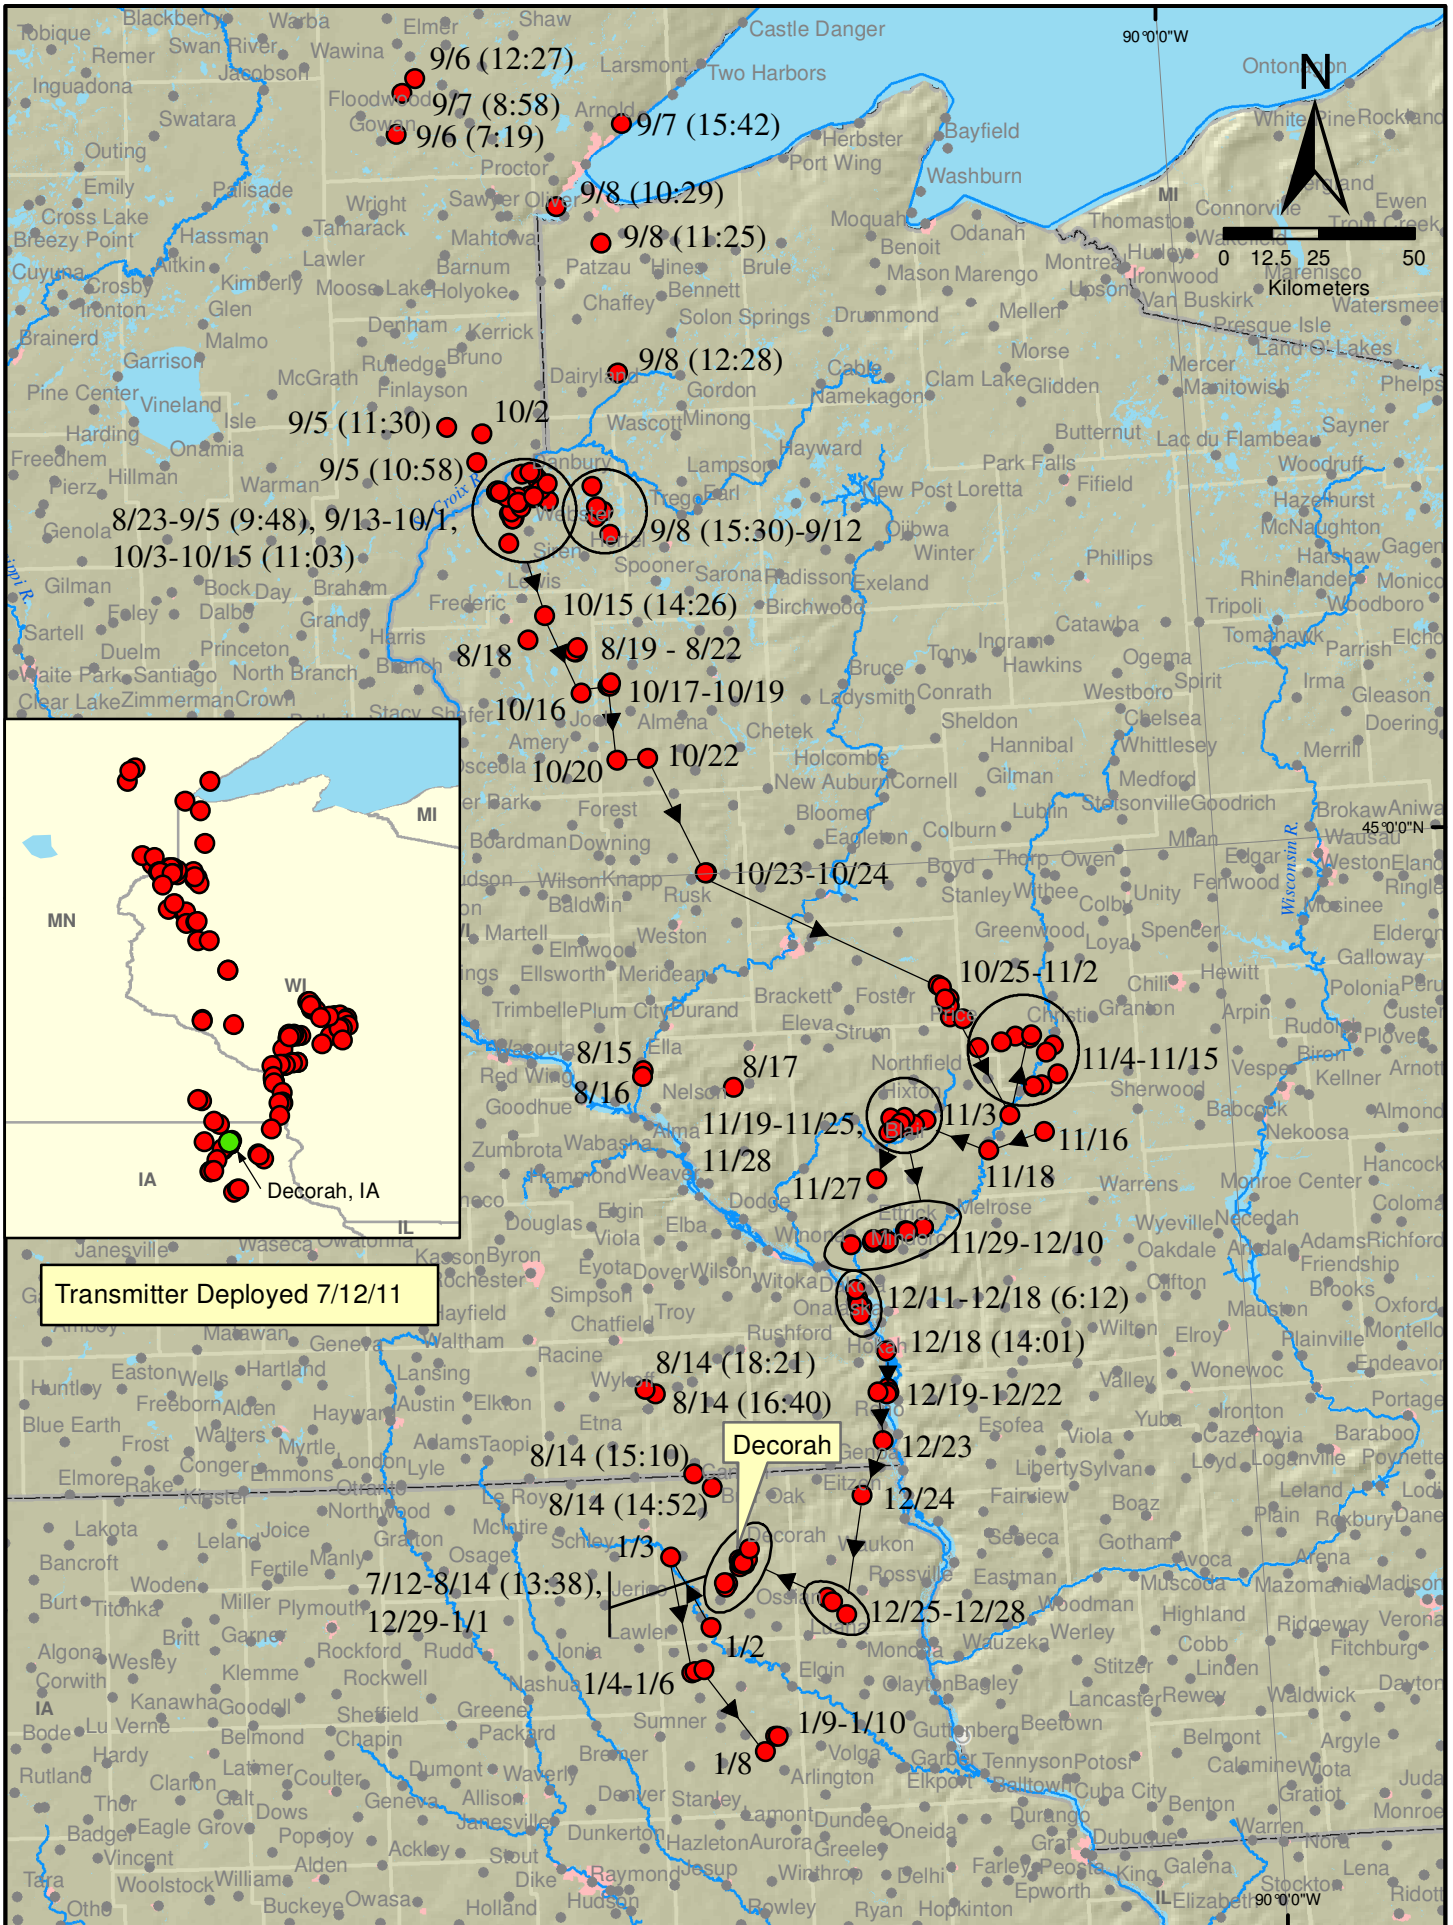 Blackberry
Warba
Elmer
Shaw
Castle Danger
90°0'0"W
Tobique
Remer
Swan River
Wawina
9/6 (12:27)
Larsmont
Two Harbors
Ontonagon
N
Inguadona
Jacobson
Floodwood
9/7 (8:58)
Arnold
9/7 (15:42)
Swatara
Gowan
9/6 (7:19)
Herbster
Bayfield
White Pine
Rockland
Outing
Proctor
Port Wing
Washburn
Emily
Palisade
Wright
Sawyer
Oliver
9/8 (10:29)
MI
Ewen
Cross Lake
Tamarack
Moquah
Thomaston
Connorville
Trout Creek
Breezy Point
Hassman
Mahtowa
9/8 (11:25)
Benoit
Odanah
Hurley
Wakefield
Cuyuna
Aitkin
Lawler
Barnum
Patzau
Hines
Brule
Mason
Marengo
Ironwood
0 12.5 25 50
Kilometers
Marenisco
Crosby
Kimberly
Moose Lake
Holyoke
Chaffey
Bennett
Upson
Van Buskirk
Watersmeet
Ironton
Glen
Denham
Kerrick
Solon Springs
Drummond
Mellen
Presque Isle
Brainerd
Malmo
Garrison
Rutledge
Bruno
9/8 (12:28)
Morse
Land O' Lakes
Pine Center
McGrath
Finlayson
Dairyland
Gordon
Cable
Clam Lake
Glidden
Mercer
Manitowish
Phelps
Vineland
Isle
9/5 (11:30)
10/2
Wascott
Minong
Namekagon
Harding
Onamia
Hayward
Butternut
Lac du Flambeau
Sayner
Freedhem
Hillman
9/5 (10:58)
Danbury
Lampson
Park Falls
Woodruff
Pierz
Warman
Trego
Earl
New Post
Loretta
Fifield
Hazelhurst
Genola
8/23-9/5 (9:48), 9/13-10/1,
Webster
9/8 (15:30)-9/12
Ojibwa
McNaughton
10/3-10/15 (11:03)
Siren
Hertel
Winter
Phillips
Harshaw
Gagen
Gilman
Bock
Day
Braham
Lewis
Spooner
Sarona
Radisson
Exeland
Rhinelander
Monico
Foley
Dalbo
Grandy
Frederic
10/15 (14:26)
Birchwood
Tripoli
Woodboro
Sartell
Duelm
Princeton
Harris
8/18
8/19 - 8/22
Ingram
Catawba
Tomahawk
Elcho
Waite Park
Santiago
North Branch
Bruce
Tony
Hawkins
Ogema
Parrish
Clear Lake
Zimmerman
Crown
10/16
10/17-10/19
Ladysmith
Conrath
Westboro
Spirit
Irma
Gleason
Stacy
Shafer
Almena
Chetek
Sheldon
Chelsea
Doering
Amery
10/20
10/22
Holcombe
Hannibal
Whittlesey
Merrill
New Auburn
Cornell
Gilman
Medford
MI
Forest
Bloomer
Lublin
Stetsonville
Goodrich
Brokaw
Aniwa
Boardman
Downing
Eagleton
Colburn
Milan
45°0'0"N
Wausau
10/23-10/24
Boyd
Thorp
Owen
Edgar
Weston
Eland
MN
Wilson
Knapp
Rusk
Stanley
Withee
Unity
Fenwood
Ringle
Baldwin
Colby
Wisconsin R.
Mosinee
Martell
Weston
Greenwood
Spencer
Elderon
Elmwood
Loyal
Galloway
WI
Ellsworth
Meridean
10/25-11/2
Chili
Hewitt
Polonia
Peru
Trimbelle
Plum City
Durand
Brackett
Foster
Price
Christie
Granton
Arpin
Custer
Eleva
Strum
Rudolph
Plover
Wacouta
8/15
Ella
Northfield
11/4-11/15
Biron
Red Wing
8/16
Nelson
8/17
Hixton
Sherwood
Vesper
Kellner
Arnott
Goodhue
11/19-11/25,
Blair
11/3
Babcock
Almond
Zumbrota
Wabasha
Alma
11/16
Nekoosa
Hammond
Weaver
11/28
11/27
11/18
Warrens
Monroe Center
Hancock
IA
Decorah, IA
Dodge
Ettrick
Melrose
Coloma
IL
Douglas
Elgin
Elba
Winona
Mindoro
11/29-12/10
Wyeville
Necedah
Janesville
Waseca
Owatonna
Kasson
Byron
Viola
Oakdale
Arkdale
Adams
Richford
Rochester
Eyota
Dover
Wilson
Witoka
Friendship
Transmitter Deployed 7/12/11
Simpson
Onalaska
12/11-12/18 (6:12)
Clifton
Brooks
Hayfield
Chatfield
Troy
Rushford
Mauston
Oxford
Matawan
Geneva
Waltham
Hokah
12/18 (14:01)
Wilton
Elroy
Plainville
Montello
Easton
Wells
Hartland
Lansing
Racine
8/14 (18:21)
Wonewoc
Endeavor
Huntley
Freeborn
Alden
Hayward
Austin
Elkton
Wykoff
8/14 (16:40)
12/19-12/22
Valley
Portage
Blue Earth
Walters
Etna
Reno
Esofea
Yuba
Ironton
Frost
Conger
Myrtle
Adams
Taopi
Decorah
12/23
Viola
Cazenovia
Baraboo
Elmore
Rake
Emmons
London
Lyle
8/14 (15:10)
Genoa
Liberty
Sylvan
Loyd
Loganville
Poynette
Kiester
Otranto
Le Roy
8/14 (14:52)
Eitzen
12/24
Fairview
Boaz
Leland
Lodi
Northwood
Plain
Roxbury
Dane
Lakota
Leland
Joice
Grafton
McIntire
Schley
1/3
Decorah
Waukon
Seneca
Gotham
Bancroft
Fertile
Manly
Osage
Avoca
Arena
Woden
7/12-8/14 (13:38),
Jerico
Rossville
Eastman
Muscoda
Mazomanie
Madison
Burt
Titonka
Miller
Plymouth
12/29-1/1
Ossian
12/25-12/28
Woodman
Highland
Ridgeway
Verona
Britt
Garner
Lawler
Luana
Werley
Algona
Wesley
Rockford
Rudd
Ionia
1/2
Monona
Wauzeka
Cobb
Fitchburg
Corwith
Klemme
Rockwell
Nashua
1/4-1/6
Elgin
Stitzer
Linden
IA
Kanawha
Goodell
Clayton
Bagley
Lancaster
Rewey
Waldwick
Dayton
Bode
Lu Verne
Belmond
Sheffield
Greene
Sumner
1/9-1/10
Guttenberg
Beetown
Belmont
Argyle
Hardy
Chapin
Packard
Bremer
1/8
Volga
Garber
Tennyson
Potosi
Calamine
Wiota
Rutland
Clarion
Latimer
Coulter
Dumont
Waverly
Arlington
Elkport
Balltown
Cuba City
Juda
Thor
Galt
Geneva
Allison
Denver
Stanley
Benton
Gratiot
Eagle Grove
Dows
Janesville
Lamont
Dundee
Durango
Monroe
Badger
Popejoy
Ackley
Dunkerton
Hazleton
Aurora
Greeley
Oneida
Graf
Dubuque
Warren
Nora
Vincent
Alden
Stout
Tara
Woolstock
Williams
Dike
Raymond
Jesup
Winthrop
Delhi
Farley
Peosta
King
Galena
Lena
Otho
Buckeye
Owasa
Holland
Hudson
Rowley
Ryan
Hopkinton
Epworth
IL
Elizabeth
90°0'0"W
Stockton
Ridott